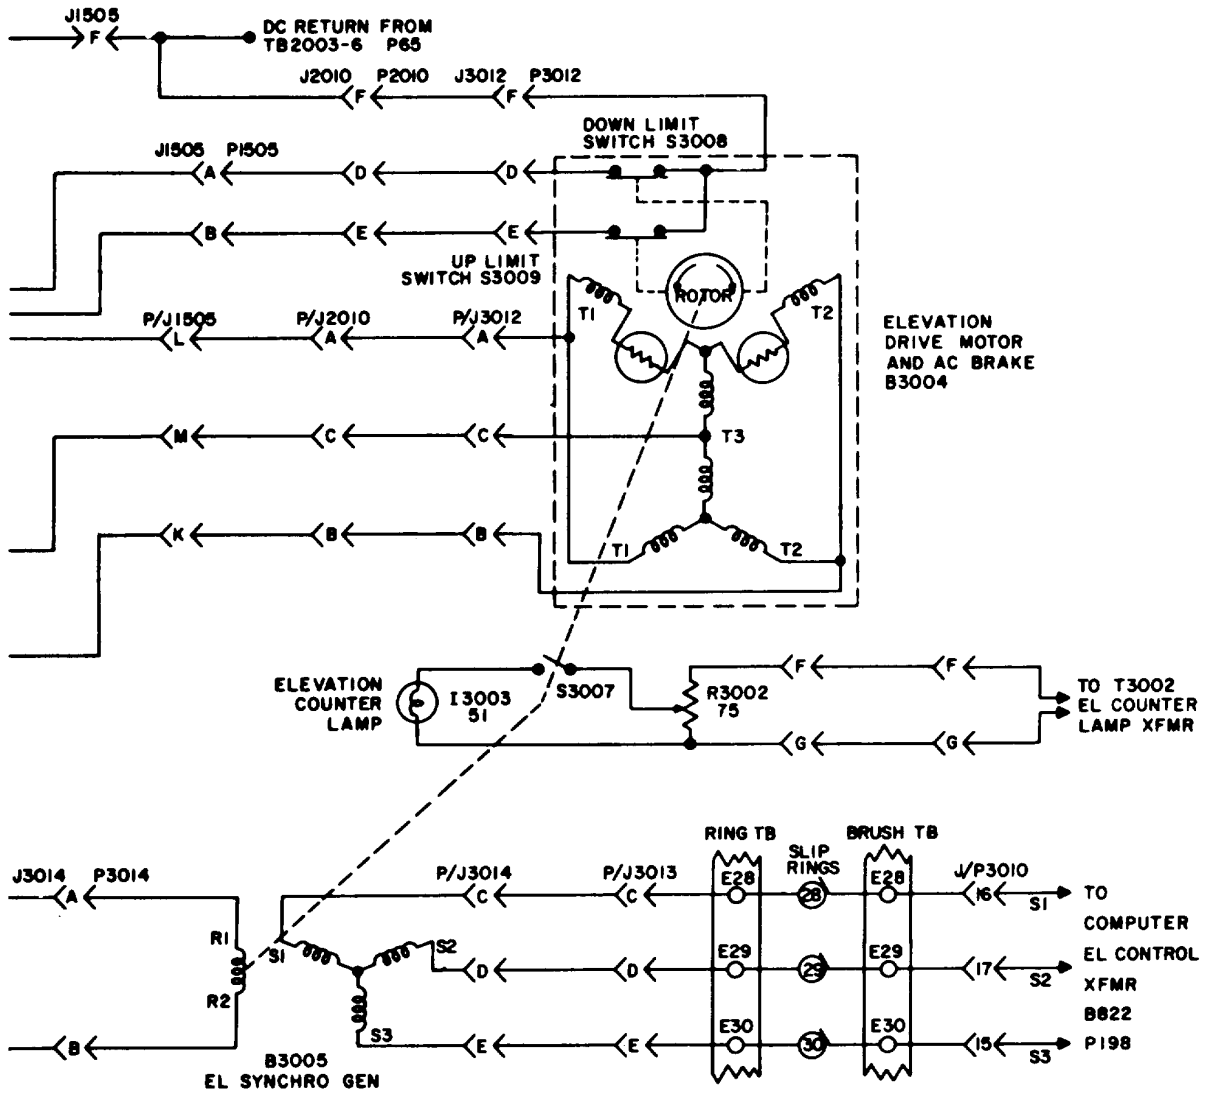 J1505
F
DC RETURN FROM
TB2003-6 P65
J2010 P2010 J3012 P3012
F F
DOWN LIMIT
SWITCH S3008
J1505 P1505
A D D
B E E
UP LIMIT
SWITCH S3009
ROTOR
T1 T2
P/J1505 P/J2010 P/J3012
L A A
ELEVATION
DRIVE MOTOR
AND AC BRAKE
B3004
M C C
T3
K B B
T1 T2
ELEVATION
COUNTER
LAMP
I3003
51
S3007
R3002
75
F F
G G
TO T3002
EL COUNTER
LAMP XFMR
RING TB
SLIP
RINGS
BRUSH TB
J3014 P3014
P/J3014 P/J3013
J/P3010
A
C C E28 28 E28 16 S1
R1
R2
S1 S2 S3
D D E29 29 E29 17 S2
B
E E E30 30 E30 15 S3
TO
COMPUTER
EL CONTROL
XFMR
B822
P198
B3005
EL SYNCHRO GEN